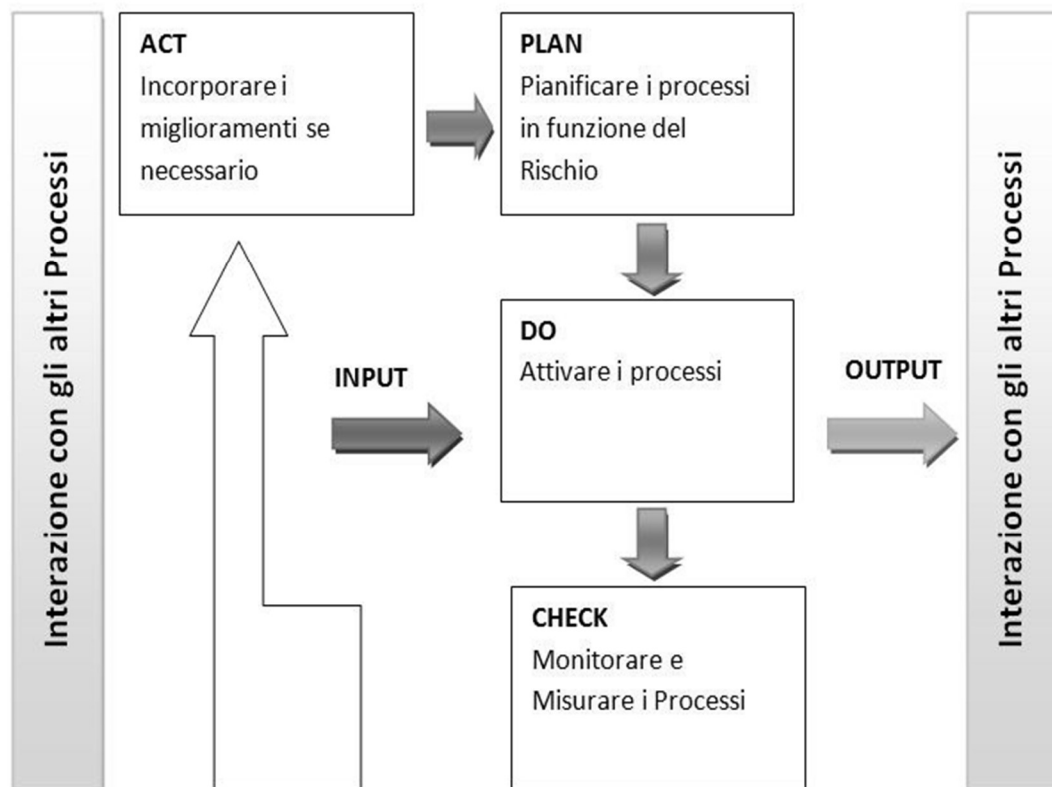 Interazione con gli altri Processi
ACT
Incorporare i
miglioramenti se
necessario
PLAN
Pianificare i processi
in funzione del
Rischio
INPUT
DO
Attivare i processi
OUTPUT
CHECK
Monitorare e
Misurare i Processi
Interazione con gli altri Processi